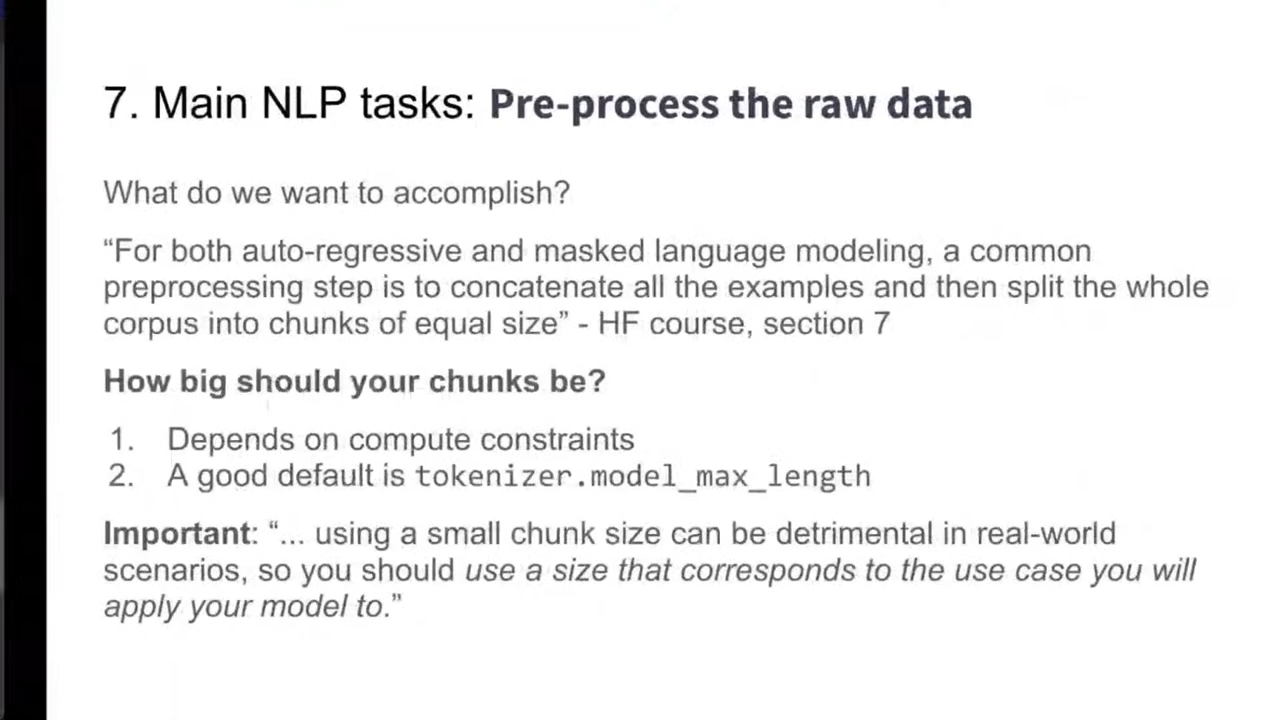 7. Main NLP tasks: Pre-process the raw data
What do we want to accomplish?
“For both auto-regressive and masked language modeling, a common
preprocessing step is to concatenate all the examples and then split the whole
corpus into chunks of equal size” - HF course, section 7
How big should your chunks be?
1. Depends on compute constraints
2. A good default is tokenizer.model_max_length
Important: “... using a small chunk size can be detrimental in real-world
scenarios, so you should use a size that corresponds to the use case you will
apply your model to.”